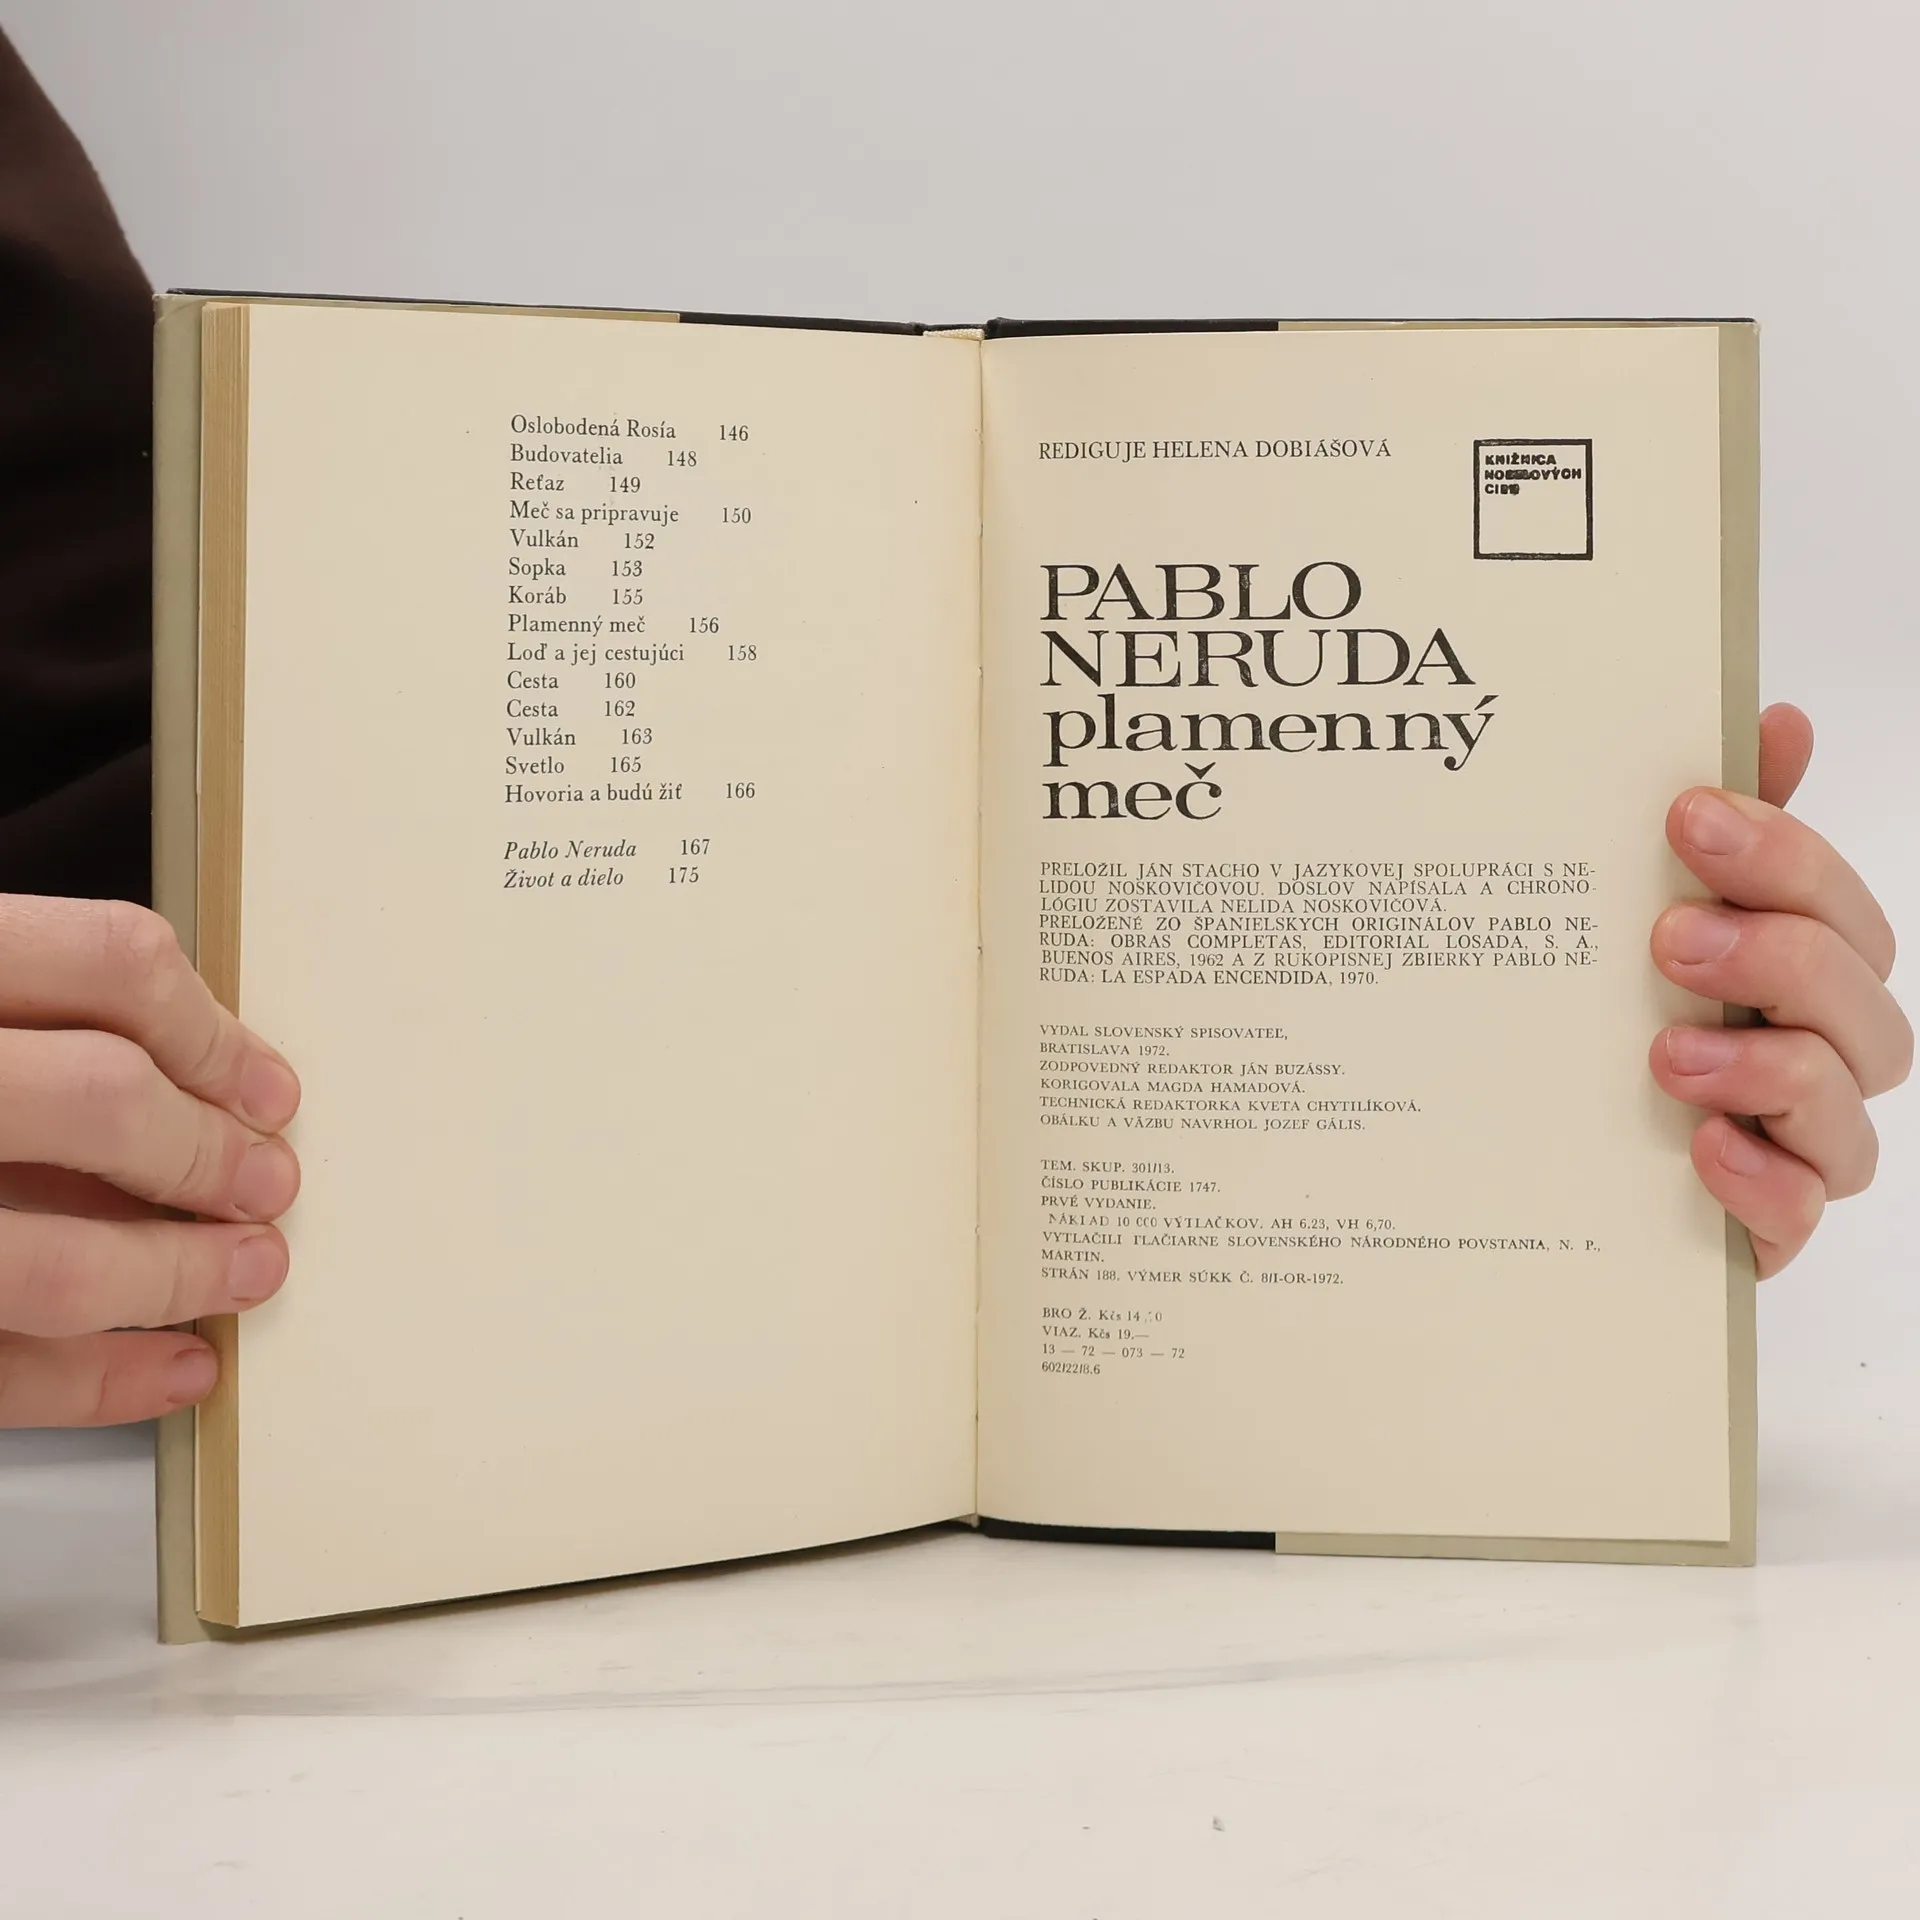 Oslobodená Rosía 146
Budovatelia 148
Reťaz 149
Meč sa pripravuje 150
Vulkán 152
Sopka 153
Koráb 155
Plamenný meč 156
Loď a jej cestujúci 158
Cesta 160
Cesta 162
Vulkán 163
Svetlo 165
Hovoria a budú žiť 166
Pablo Neruda 167
Život a dielo 175
REDIGUJE HELENA DOBIÁŠOVÁ
KNIŽNICA
NOBELOVÝCH
CIEN
PABLO
NERUDA
plamenný
meč
PRELOŽIL JÁN STACHO V JAZYKOVEJ SPOLUPRÁCI S NE-
LIDOU NOSKOVIČOVOU. DOSLOV NAPÍSALA A CHRONO-
LÓGIU ZOSTAVILA NELIDA NOSKOVIČOVÁ.
PRELOŽENÉ ZO ŠPANIELSKYCH ORIGINÁLOV PABLO NE-
RUDA: OBRAS COMPLETAS, EDITORIAL LOSADA, S. A.,
BUENOS AIRES, 1962 A Z RUKOPISNEJ ZBIERKY PABLO NE-
RUDA: LA ESPADA ENCENDIDA, 1970.
VYDAL SLOVENSKÝ SPISOVATEĽ,
BRATISLAVA 1972.
ZODPOVEDNÝ REDAKTOR JÁN BUZÁSSY.
KORIGOVALA MAGDA HAMADOVÁ.
TECHNICKÁ REDAKTORKA KVETA CHYTILÍKOVÁ.
OBÁLKU A VÄZBU NAVRHOL JOZEF GÁLIS.
TEM. SKUP. 301/13.
ČÍSLO PUBLIKÁCIE 1747.
PRVÉ VYDANIE.
NÁKLAD 10 000 VÝTLAČKOV. AH 6.23, VH 6,70.
VYTLAČILI TLAČIARNE SLOVENSKÉHO NÁRODNÉHO POVSTANIA, N. P.,
MARTIN.
STRÁN 188. VÝMER SÚKK Č. 8/I-OR-1972.
BRO Ž. Kčs
VIAZ. Kčs 19.—
13 — 72 — 073 — 72
602/22/8.6